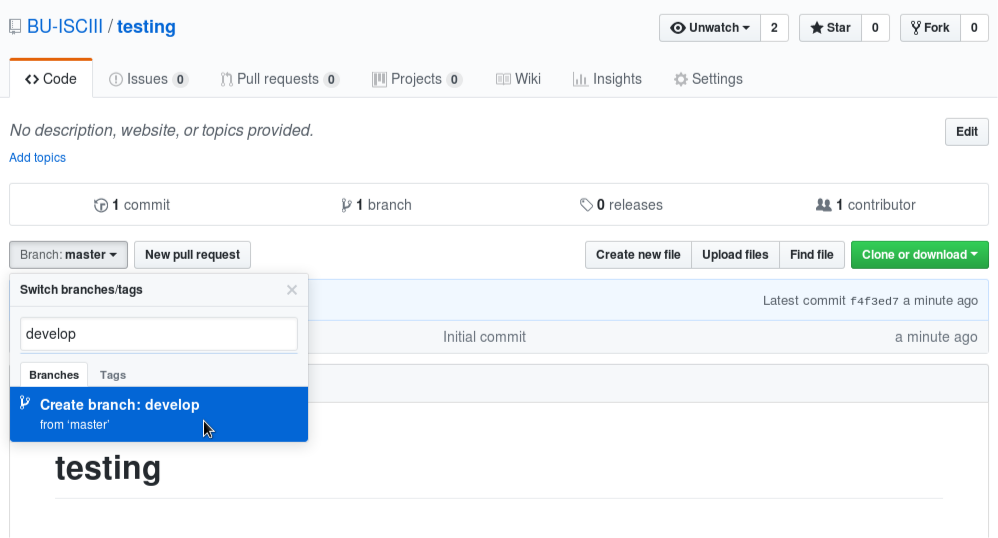 BU-ISCIII / testing
Unwatch 2 Star 0 Fork 0
Code Issues 0 Pull requests 0 Projects 0 Wiki Insights Settings
No description, website, or topics provided. Edit
Add topics
1 commit 1 branch 0 releases 1 contributor
Branch: master New pull request Create new file Upload files Find file Clone or download
Switch branches/tags ×
Latest commit f4f3ed7 a minute ago
develop
Initial commit a minute ago
Branches Tags
Create branch: develop
from ‘master’
testing